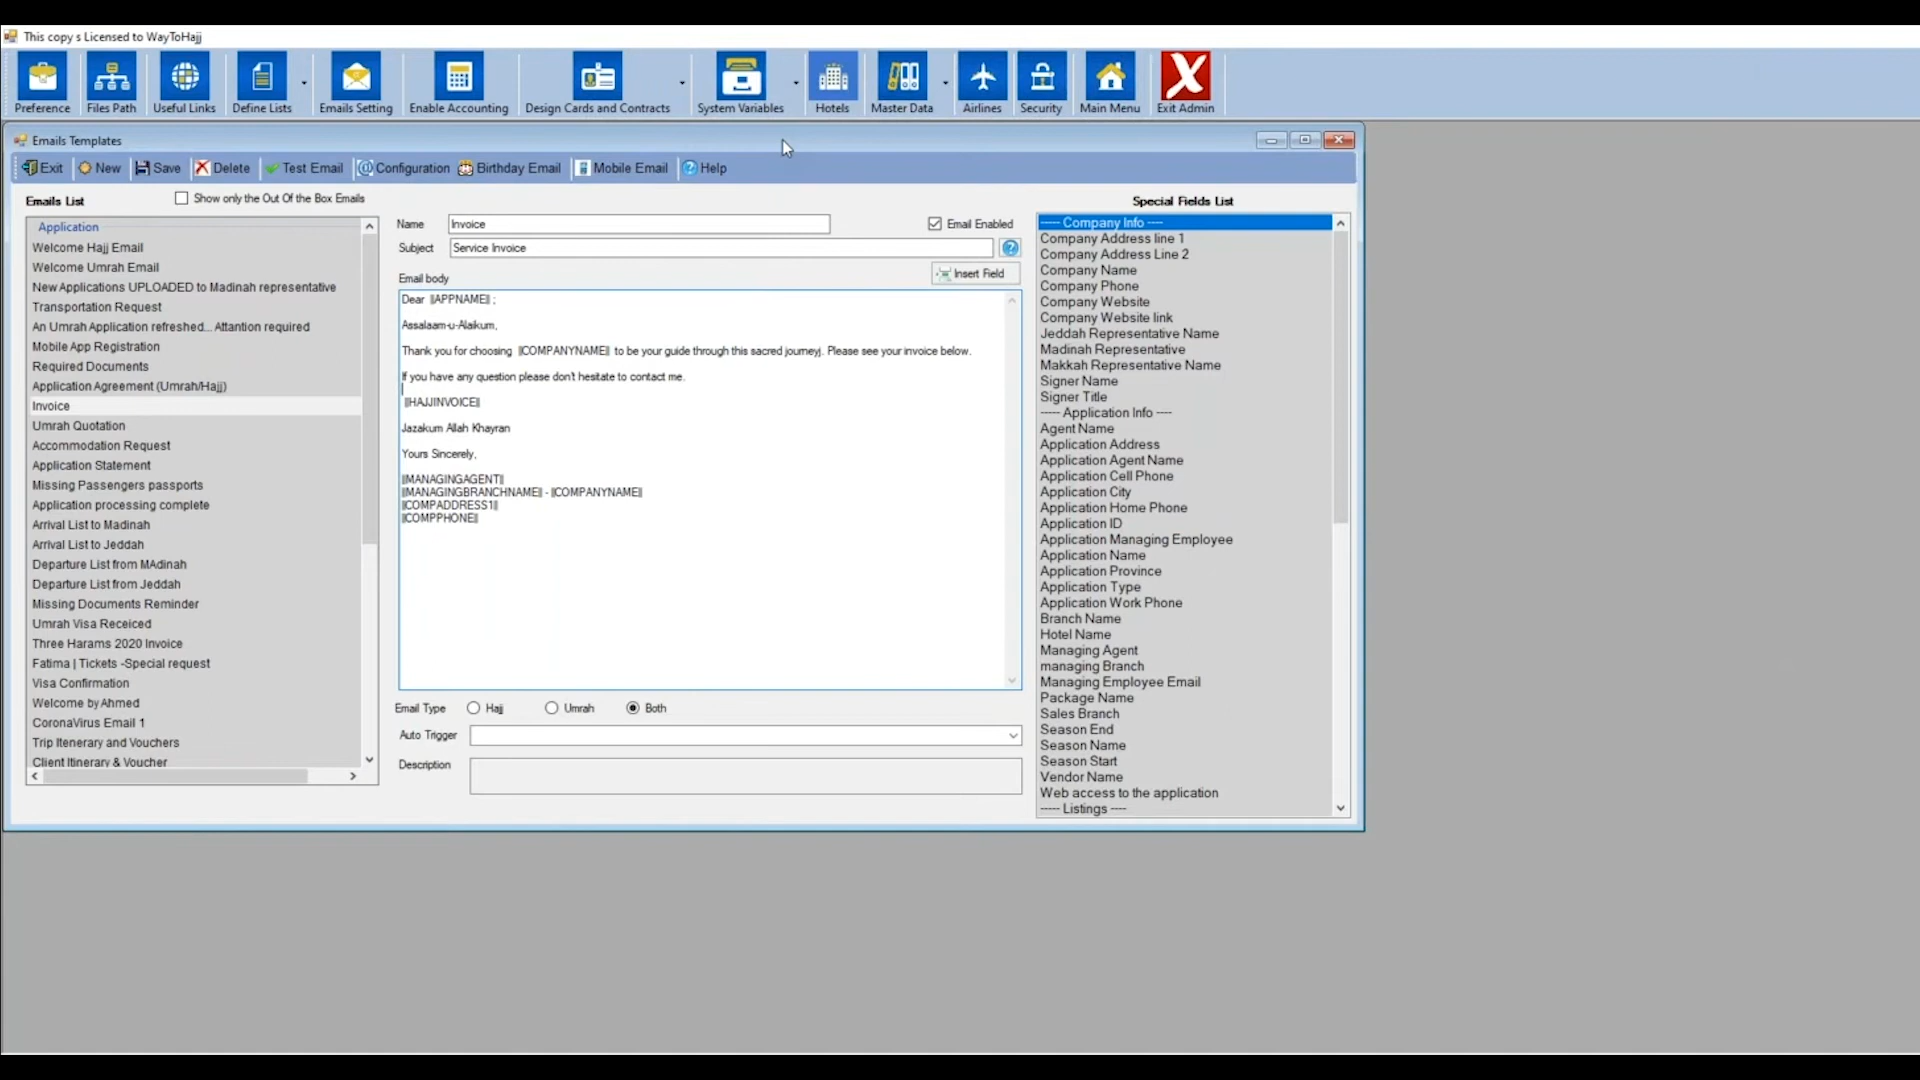 This copy s Licensed to WayToHajj
Preference
Files Path
Useful Links
Define Lists
Emails Setting
Enable Accounting
Design Cards and Contracts
System Variables
Hotels
Master Data
Airlines
Security
Main Menu
Exit Admin
Emails Templates
Exit
New
Save
Delete
Test Email
Configuration
Birthday Email
Mobile Email
Help
Emails List
Show only the Out Of the Box Emails
Application
Welcome Hajj Email
Welcome Umrah Email
New Applications UPLOADED to Madinah representative
Transportation Request
An Umrah Application refreshed... Attantion required
Mobile App Registration
Required Documents
Application Agreement (Umrah/Hajj)
Invoice
Umrah Quotation
Accommodation Request
Application Statement
Missing Passengers passports
Application processing complete
Arrival List to Madinah
Arrival List to Jeddah
Departure List from MAdinah
Departure List from Jeddah
Missing Documents Reminder
Umrah Visa Receiced
Three Harams 2020 Invoice
Fatima | Tickets -Special request
Visa Confirmation
Welcome by Ahmed
CoronaVirus Email 1
Trip Itenerary and Vouchers
Client Itinerary & Voucher
Name Invoice
Email Enabled
Subject Service Invoice
Email body
Insert Field
Dear ||APPNAME|| ;
Assalaam-u-Alaikum,
Thank you for choosing ||COMPANYNAME|| to be your guide through this sacred journeyj. Please see your invoice below.
If you have any question please don't hesitate to contact me.
||HAJJINVOICE||
Jazakum Allah Khayran
Yours Sincerely,
||MANAGINGAGENT||
||MANAGINGBRANCHNAME|| - ||COMPANYNAME||
||COMPADDRESS1||
||COMPPHONE||
Email Type Hajj Umrah Both
Auto Trigger
Description
Special Fields List
----- Company Info ----
Company Address line 1
Company Address Line 2
Company Name
Company Phone
Company Website
Company Website link
Jeddah Representative Name
Madinah Representative
Makkah Representative Name
Signer Name
Signer Title
----- Application Info ----
Agent Name
Application Address
Application Agent Name
Application Cell Phone
Application City
Application Home Phone
Application ID
Application Managing Employee
Application Name
Application Province
Application Type
Application Work Phone
Branch Name
Hotel Name
Managing Agent
managing Branch
Managing Employee Email
Package Name
Sales Branch
Season End
Season Name
Season Start
Vendor Name
Web access to the application
----- Listings ----